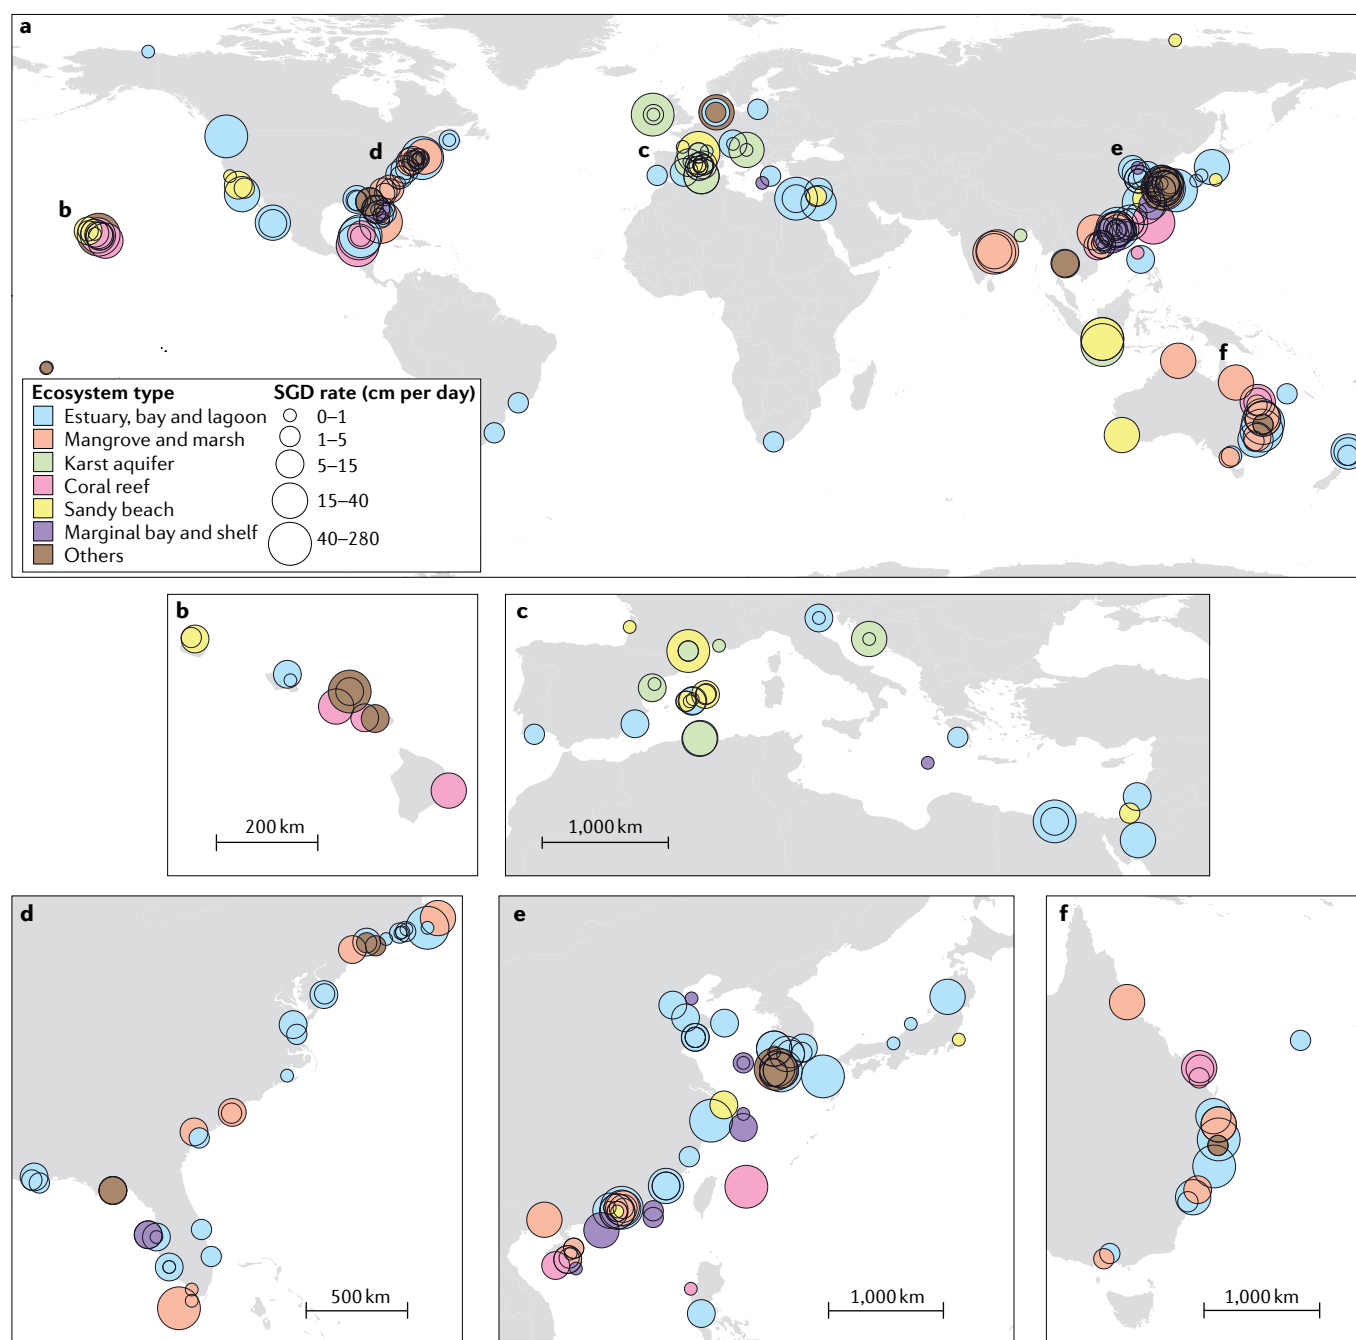 a
d
c
e
b
f
Ecosystem type
Estuary, bay and lagoon
Mangrove and marsh
Karst aquifer
Coral reef
Sandy beach
Marginal bay and shelf
Others
SGD rate (cm per day)
0–1
1–5
5–15
15–40
40–280
b
200 km
c
1,000 km
d
500 km
e
1,000 km
f
1,000 km